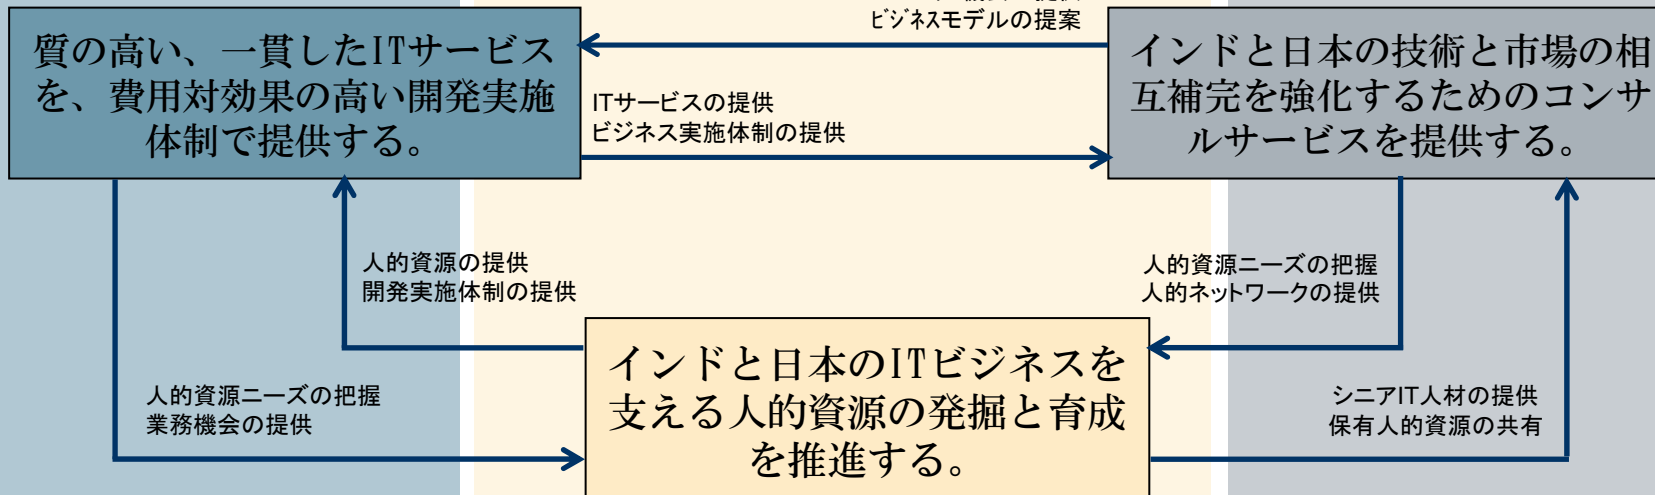 ビジネスモデルの提案
質の高い、一貫したITサービス
を、費用対効果の高い開発実施
体制で提供する。
ITサービスの提供
ビジネス実施体制の提供
インドと日本の技術と市場の相
互補完を強化するためのコンサ
ルサービスを提供する。
人的資源の提供
開発実施体制の提供
人的資源ニーズの把握
人的ネットワークの提供
人的資源ニーズの把握
業務機会の提供
インドと日本のITビジネスを
支える人的資源の発掘と育成
を推進する。
シニアIT人材の提供
保有人的資源の共有